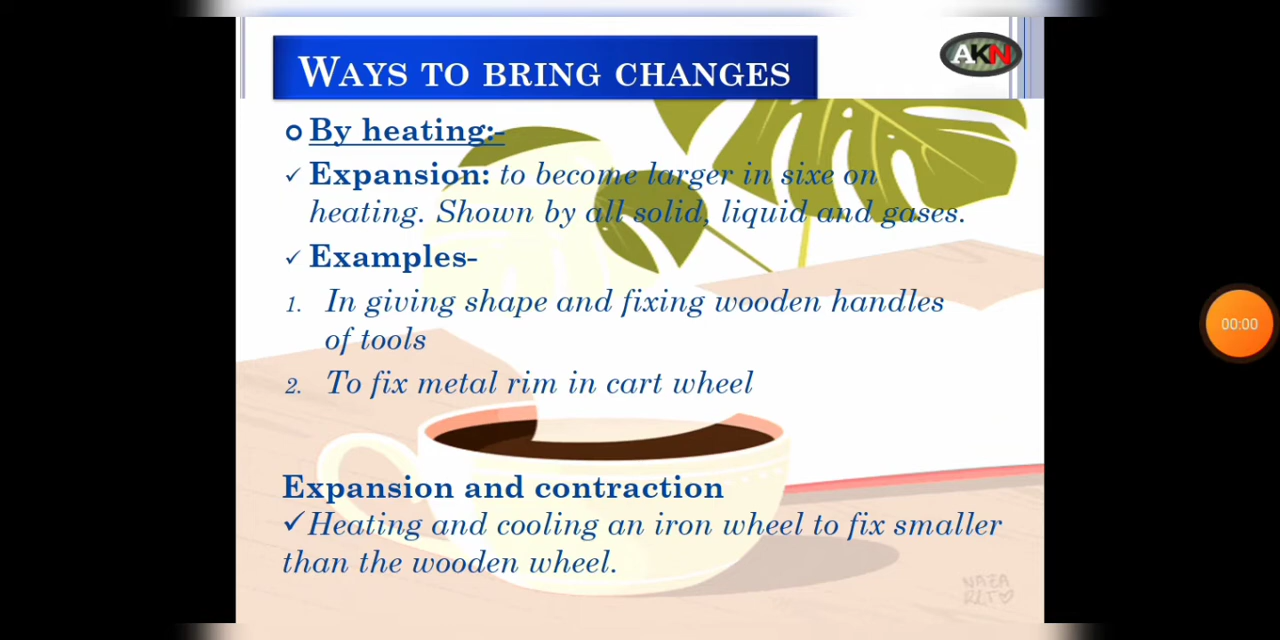 WAYS TO BRING CHANGES
AKN
By heating:-
✓ Expansion: to become larger in sixe on
heating. Shown by all solid, liquid and gases.
✓ Examples-
1. In giving shape and fixing wooden handles
of tools
2. To fix metal rim in cart wheel
00:00
Expansion and contraction
✓Heating and cooling an iron wheel to fix smaller
than the wooden wheel.
NAZA
RET